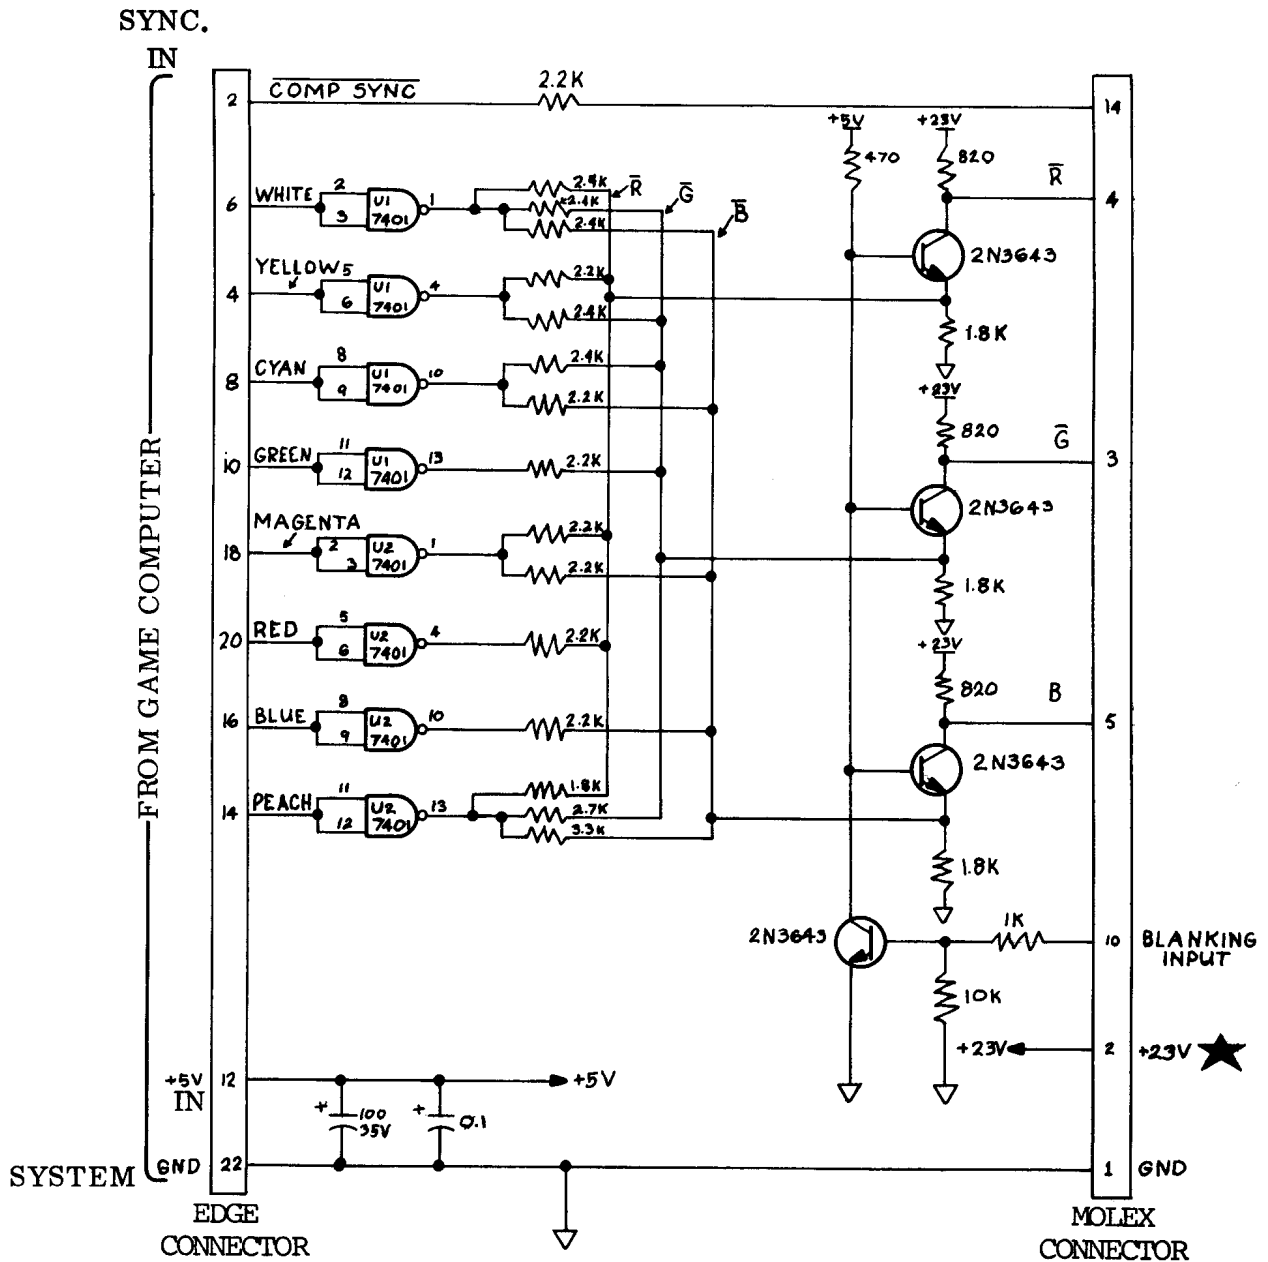 SYNC.
IN
2 COMP SYNC 2.2K 14
+5V +23V
470 820 R̅
4
6 WHITE 2 3 U1 7401 1 2.4K R̅ G̅ B̅
*2.4K
2.4K
2N3643
YELLOW 5
4 6 U1 7401 4 2.2K
2.4K
1.8K
8 CYAN 8 9 U1 7401 10 2.4K
2.2K
+23V
820 G̅
3
10 GREEN 11 12 U1 7401 13 2.2K
2N3643
MAGENTA
18 2 3 U2 7401 1 2.2K
2.2K
1.8K
20 RED 5 6 U2 7401 4 2.2K
+23V
820 B
5
16 BLUE 8 9 U2 7401 10 2.2K
2N3643
14 PEACH 11 12 U2 7401 13 1.8K
2.7K
3.3K
1.8K
FROM GAME COMPUTER
2N3643 1K 10 BLANKING
INPUT
10K
+23V 2 +23V
+5V 12 +5V
IN
+ 100
35V
+ 0.1
SYSTEM GND 22 1 GND
EDGE
CONNECTOR
MOLEX
CONNECTOR